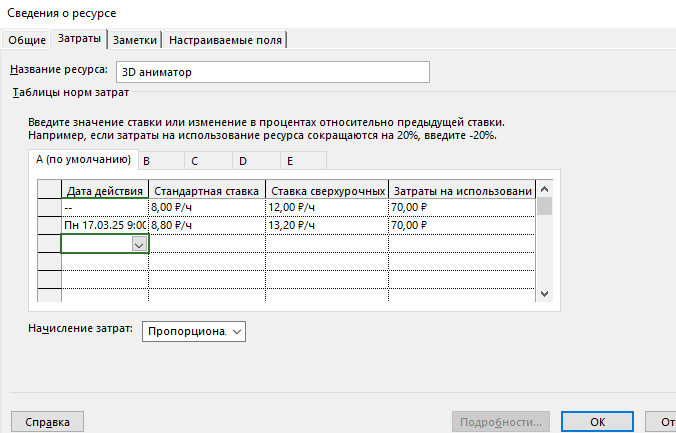 Сведения о ресурсе
Общие Затраты Заметки Настраиваемые поля
Название ресурса: 3D аниматор
Таблицы норм затрат
Введите значение ставки или изменение в процентах относительно предыдущей ставки.
Например, если затраты на использование ресурса сокращаются на 20%, введите -20%.
A (по умолчанию) B C D E
Дата действия Стандартная ставка Ставка сверхурочных Затраты на использовани
-- 8,00 ₽/ч 12,00 ₽/ч 70,00 ₽
Пн 17.03.25 9:00 8,80 ₽/ч 13,20 ₽/ч 70,00 ₽
Начисление затрат: Пропорциона.
Справка Подробности... ОК От